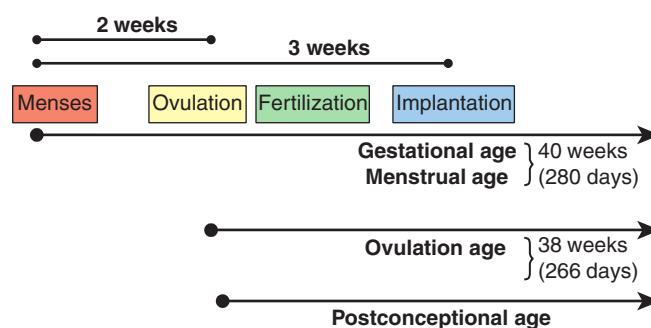 2 weeks
3 weeks
Menses Ovulation Fertilization Implantation
Gestational age 40 weeks
Menstrual age (280 days)
Ovulation age 38 weeks
(266 days)
Postconceptional age